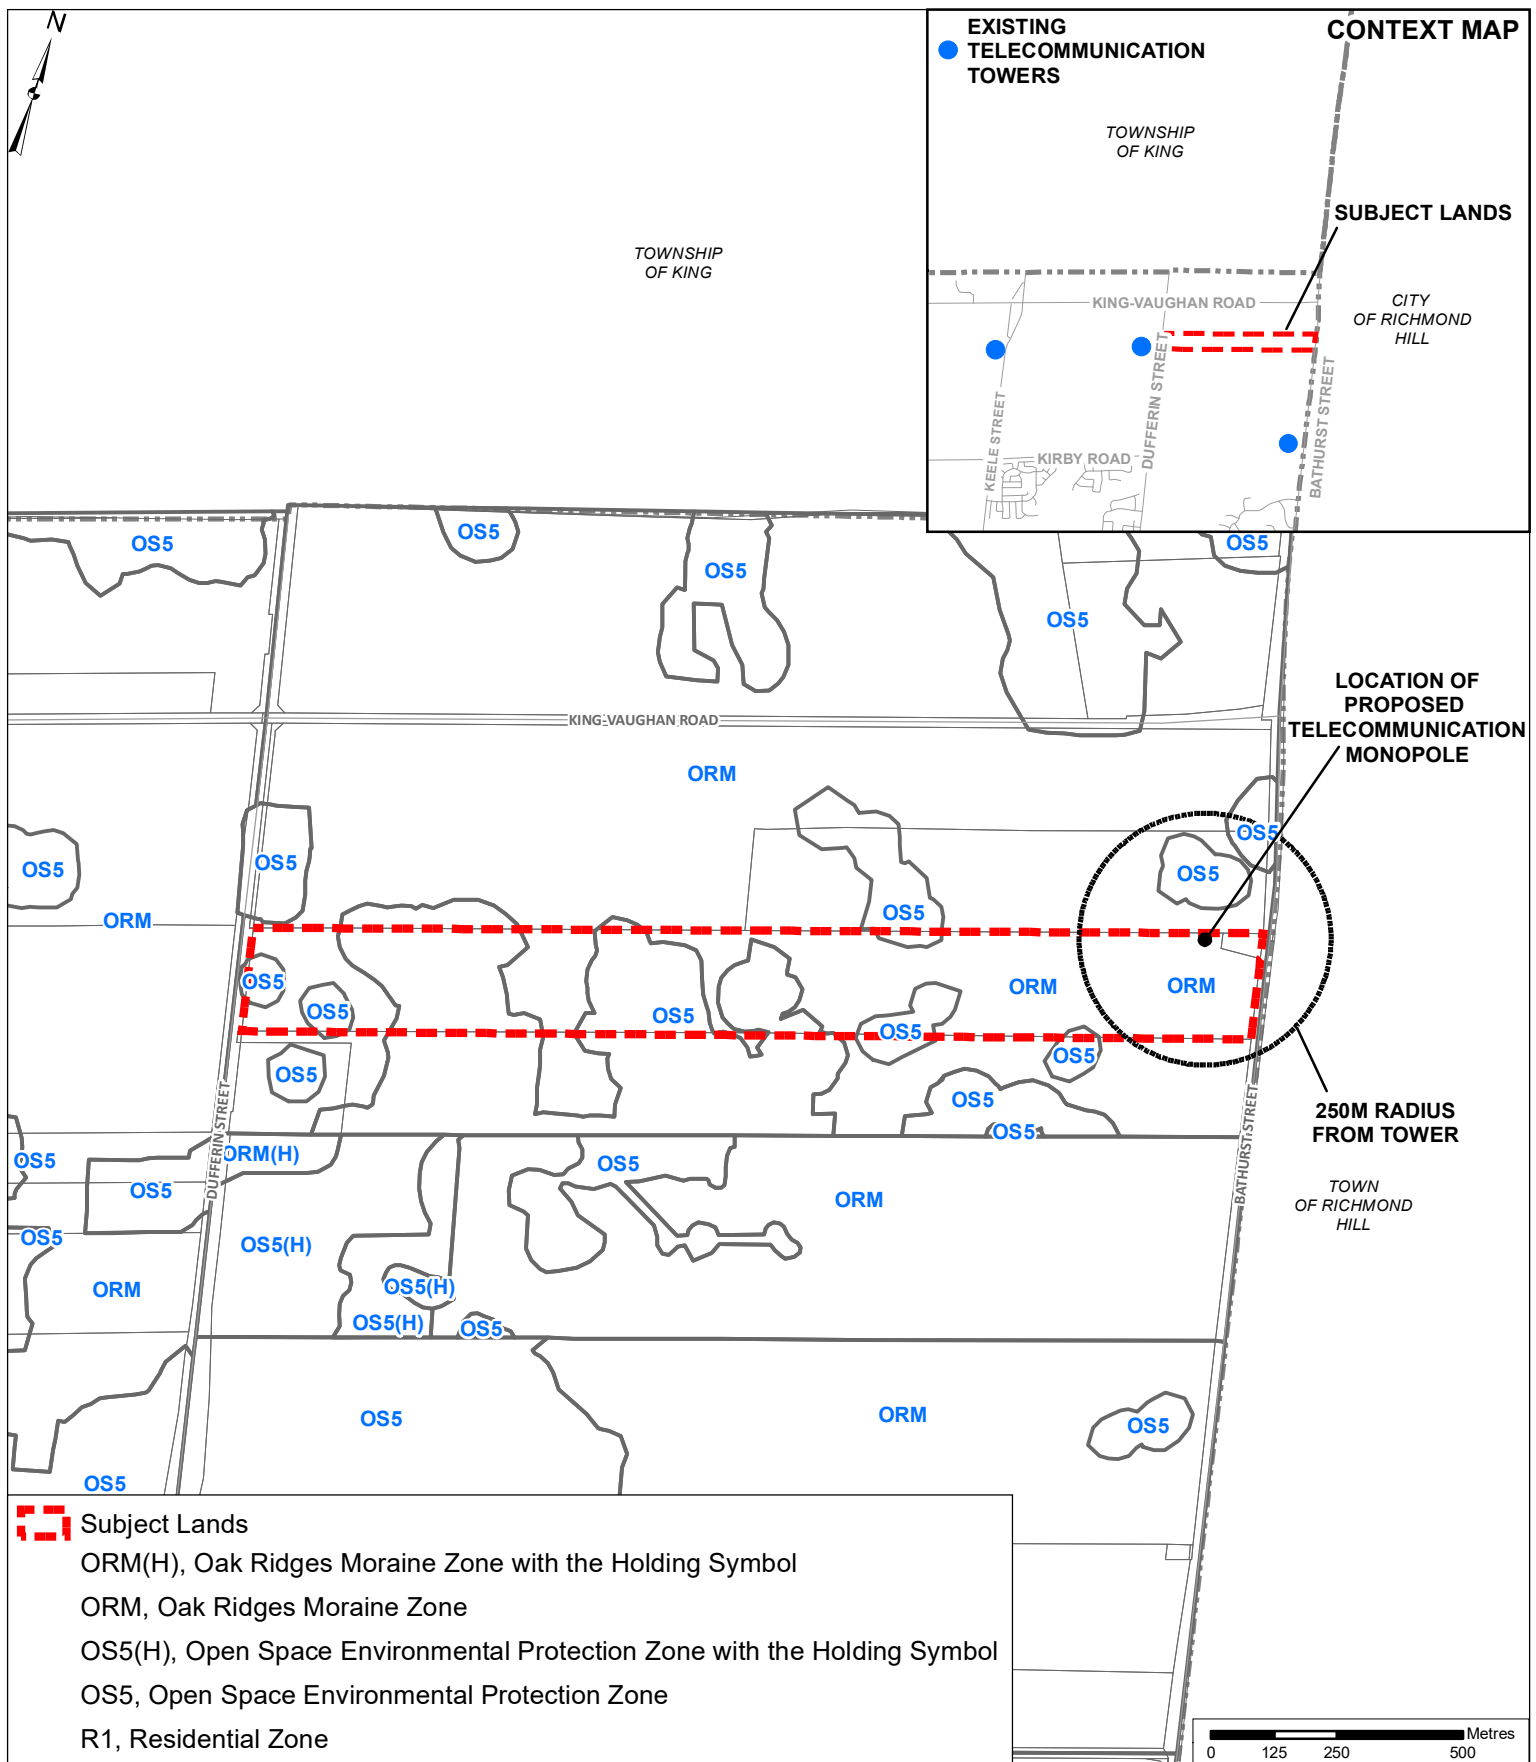 N
EXISTING
TELECOMMUNICATION
TOWERS
CONTEXT MAP
TOWNSHIP
OF KING
SUBJECT LANDS
KING-VAUGHAN ROAD
CITY
OF RICHMOND
HILL
KEELE STREET
DUFFERIN STREET
BATHURST STREET
KIRBY ROAD
TOWNSHIP
OF KING
OS5
OS5
OS5
OS5
OS5
LOCATION OF
PROPOSED
TELECOMMUNICATION
MONOPOLE
KING-VAUGHAN ROAD
ORM
OS5
OS5
OS5
OS5
OS5
ORM
OS5
OS5
ORM
ORM
OS5
OS5
OS5
OS5
OS5
OS5
OS5
OS5
250M RADIUS
FROM TOWER
DUFFERIN STREET
BATHURST STREET
ORM(H)
OS5
OS5
OS5
ORM
TOWN
OF RICHMOND
HILL
OS5
OS5(H)
ORM
OS5(H)
OS5(H)
OS5
OS5
ORM
OS5
OS5
Subject Lands
ORM(H), Oak Ridges Moraine Zone with the Holding Symbol
ORM, Oak Ridges Moraine Zone
OS5(H), Open Space Environmental Protection Zone with the Holding Symbol
OS5, Open Space Environmental Protection Zone
R1, Residential Zone
Metres
0 125 250 500